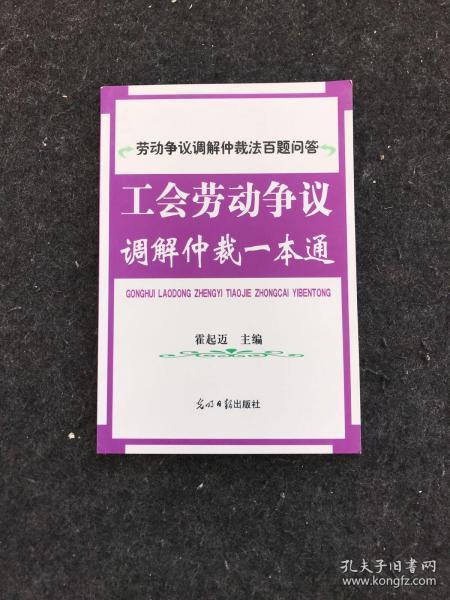 劳动争议调解仲裁法百题问答
工会劳动争议
调解仲裁一本通
GONGHUI LAODONG ZHENGYI TIAOJIE ZHONGCAI YIBENTONG
霍起迈 主编
光明日报出版社
孔夫子旧书网
www.kongfz.com